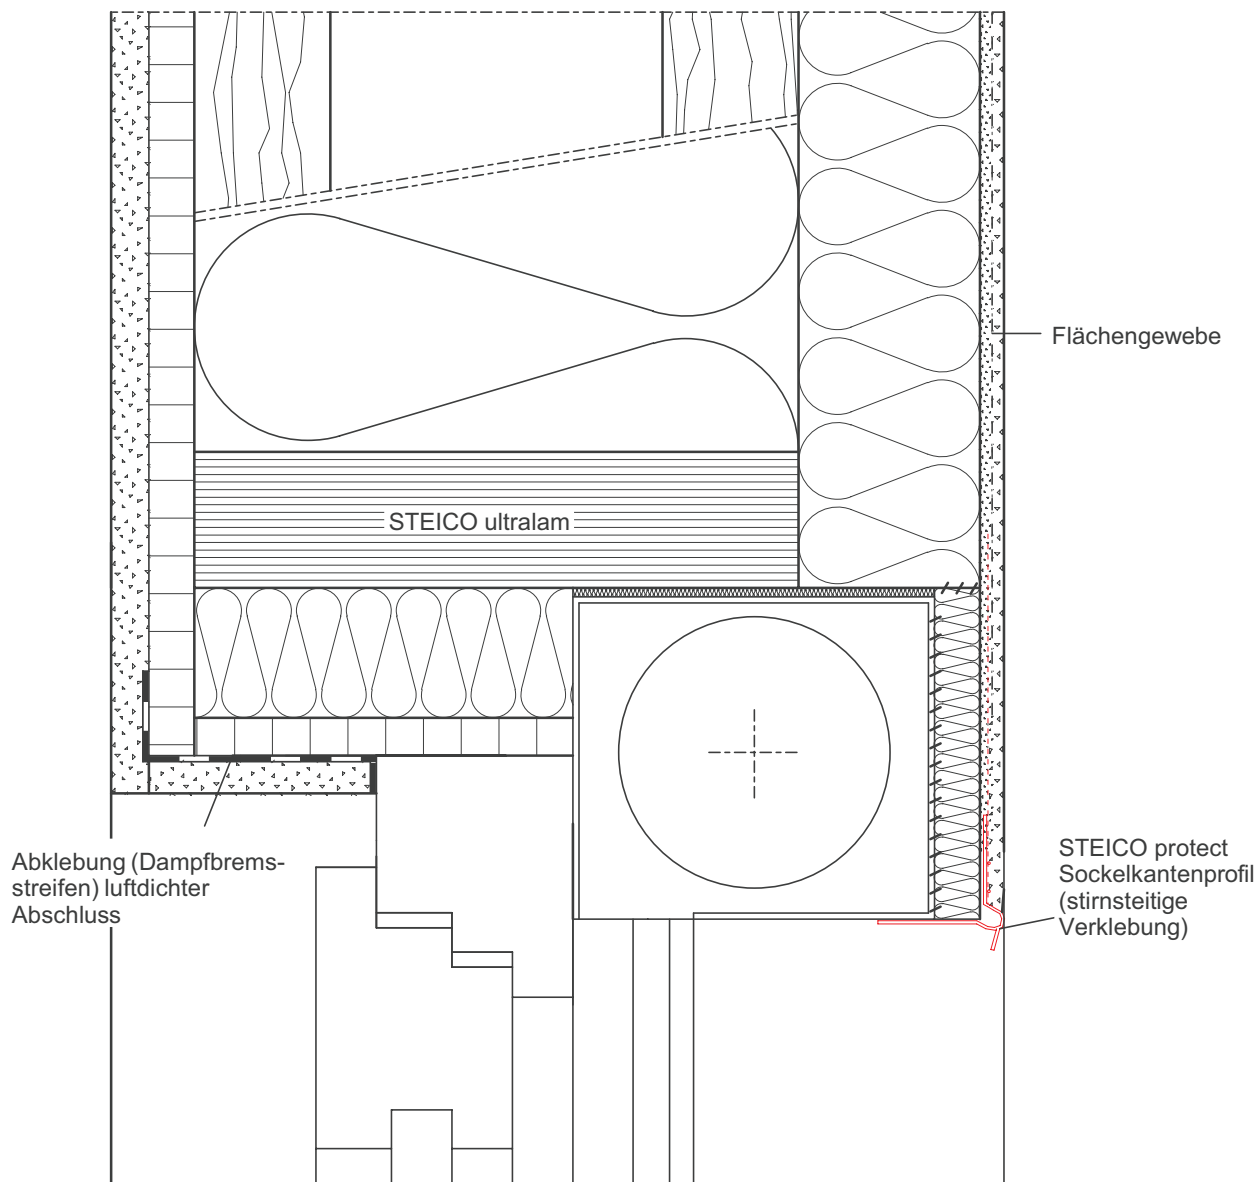 Flächengewebe
STEICO ultralam
Abklebung (Dampfbrems-
streifen) luftdichter
Abschluss
STEICO protect
Sockelkantenprofil
(stirnsteitige
Verklebung)